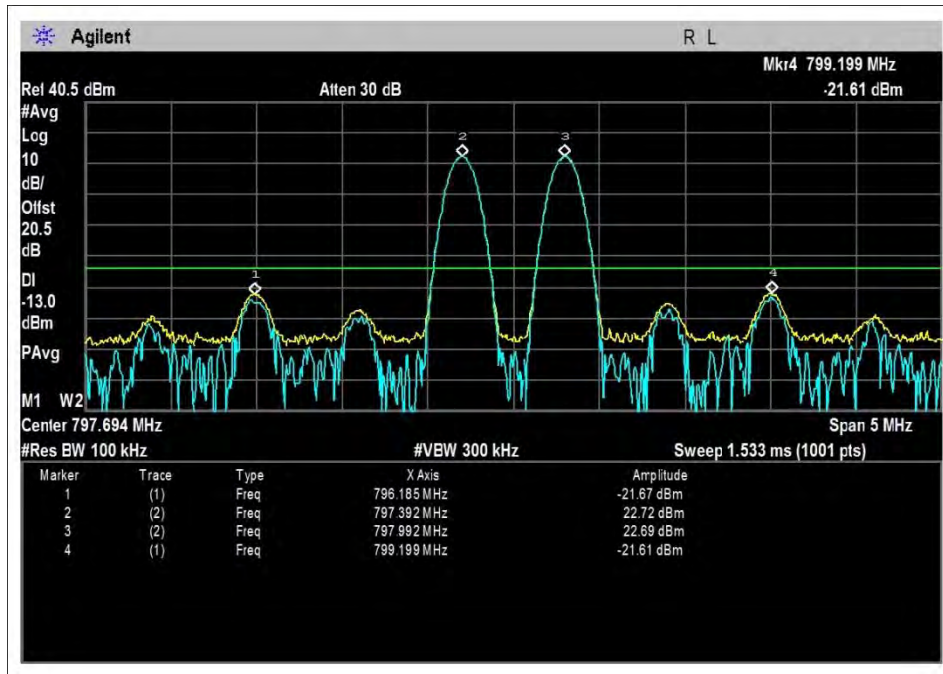 Agilent R L
Mkr4 799.199 MHz
Rel 40.5 dBm Atten 30 dB -21.61 dBm
#Avg
Log
10
dB/
Offst
20.5
dB
DI
-13.0
dBm
PAvg
M1 W2
1
2
3
4
Center 797.694 MHz Span 5 MHz
#Res BW 100 kHz #VBW 300 kHz Sweep 1.533 ms (1001 pts)
Marker Trace Type X Axis Amplitude
1 (1) Freq 796.185 MHz -21.67 dBm
2 (2) Freq 797.392 MHz 22.72 dBm
3 (2) Freq 797.992 MHz 22.69 dBm
4 (1) Freq 799.199 MHz -21.61 dBm